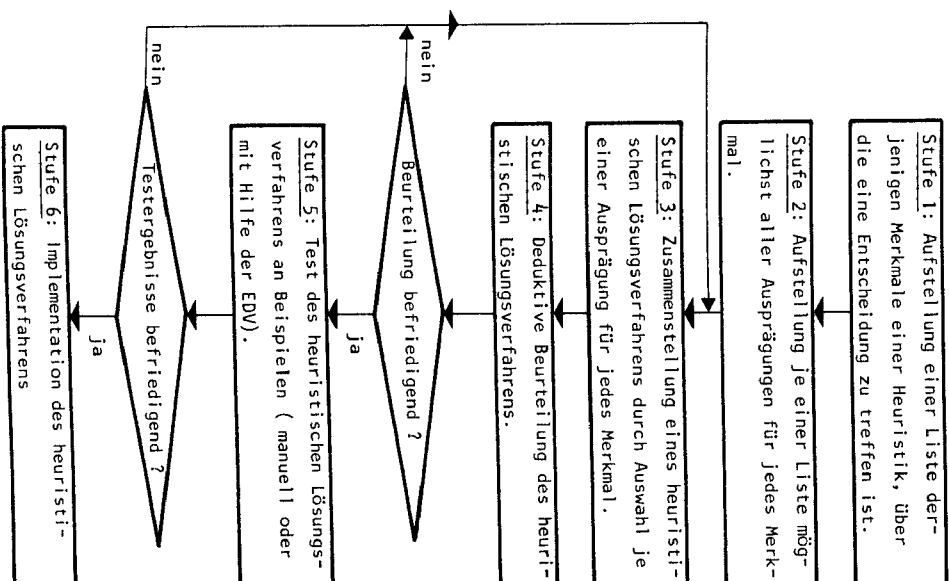 Stufe 1: Aufstellung einer Liste der-
jenigen Merkmale einer Heuristik, über
die eine Entscheidung zu treffen ist.
Stufe 2: Aufstellung je einer Liste mög-
lichst aller Ausprägungen für jedes Merk-
mal.
Stufe 3: Zusammenstellung eines heuristi-
schen Lösungsverfahrens durch Auswahl je
einer Ausprägung für jedes Merkmal.
Stufe 4: Deduktive Beurteilung des heuri-
stischen Lösungsverfahrens.
nein
Beurteilung befriedigend ?
ja
Stufe 5: Test des heuristischen Lösungs-
verfahrens an Beispielen ( manuell oder
mit Hilfe der EDV).
nein
Testergebnisse befriedigend ?
ja
Stufe 6: Implementation des heuristi-
schen Lösungsverfahrens